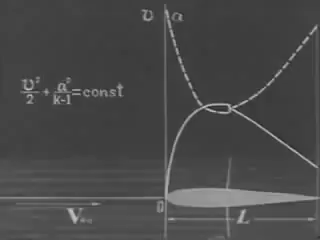 υ a
υ²/2 + a²/k-1 = const
0
V∞
L